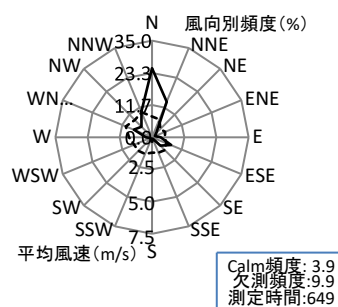 N
風向別頻度(%)
35.0
NNW
NNE
NW
23.3
NE
WN...
11.7
ENE
W
0.0
E
WSW
2.5
ESE
SW
5.0
SE
SSW
SSE
平均風速(m/s)
7.5
S
Calm頻度: 3.9
欠測頻度:9.9
測定時間:649